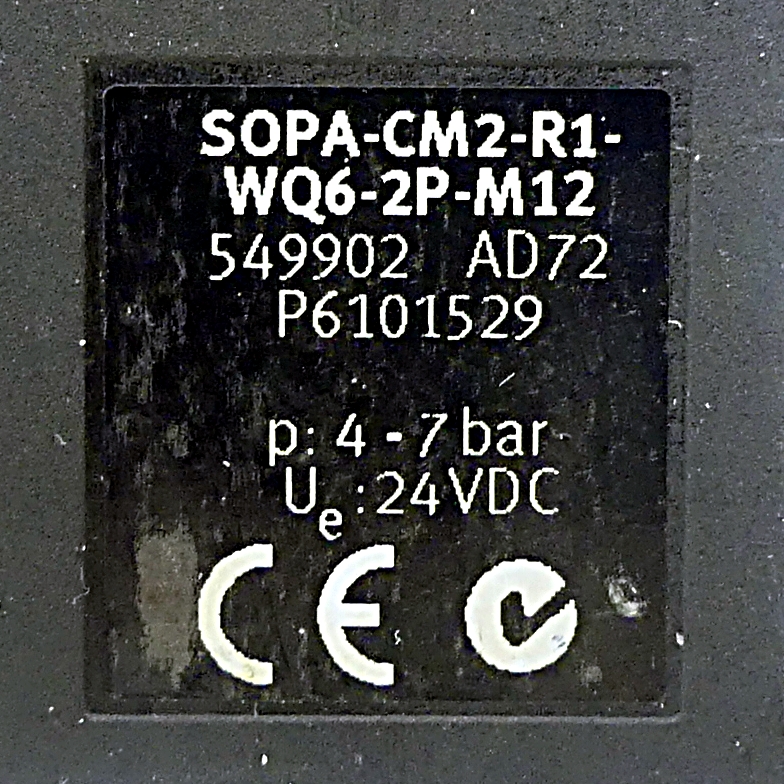 SOPA-CM2-R1-
WQ6-2P-M12
549902 AD72
P6101529
p: 4 - 7 bar
Ue :24VDC
CE